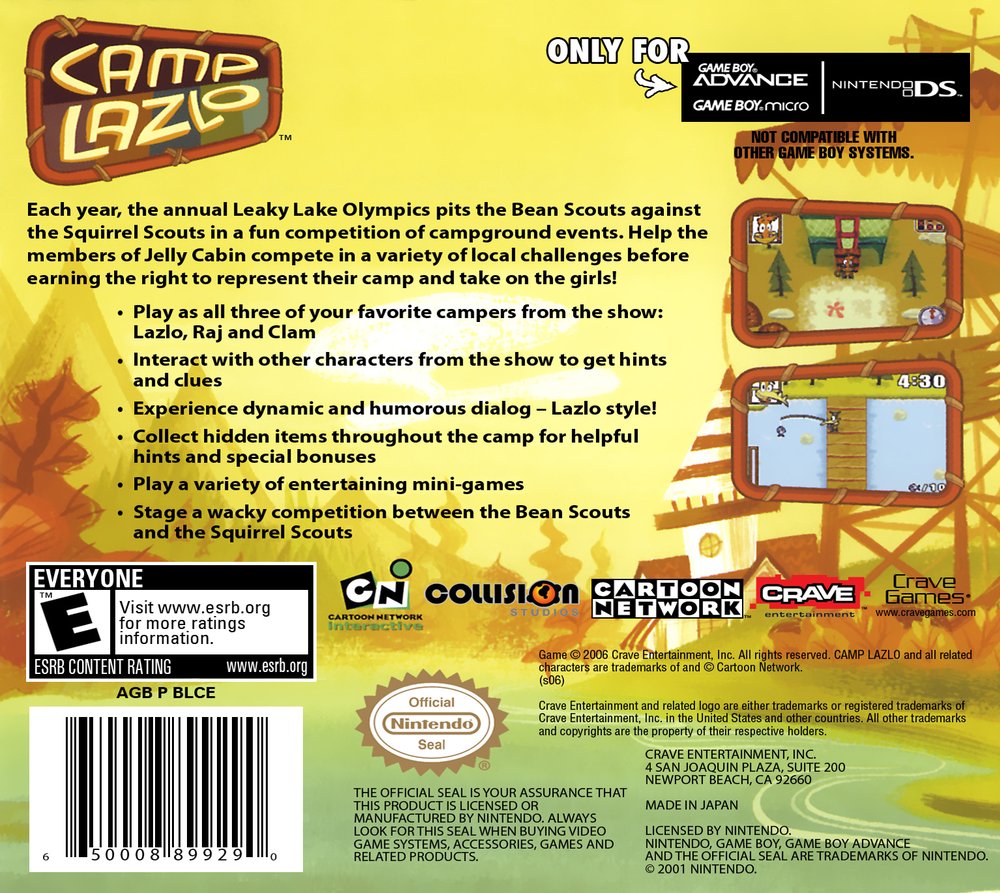 CAMP
LAZLO
™
ONLY FOR
GAME BOY®
ADVANCE
GAME BOY® micro
NINTENDO DS™
NOT COMPATIBLE WITH
OTHER GAME BOY SYSTEMS.
Each year, the annual Leaky Lake Olympics pits the Bean Scouts against
the Squirrel Scouts in a fun competition of campground events. Help the
members of Jelly Cabin compete in a variety of local challenges before
earning the right to represent their camp and take on the girls!
• Play as all three of your favorite campers from the show:
Lazlo, Raj and Clam
• Interact with other characters from the show to get hints
and clues
• Experience dynamic and humorous dialog – Lazlo style!
• Collect hidden items throughout the camp for helpful
hints and special bonuses
• Play a variety of entertaining mini-games
• Stage a wacky competition between the Bean Scouts
and the Squirrel Scouts
4:30
EVERYONE
™
E
Visit www.esrb.org
for more ratings
information.
ESRB CONTENT RATING www.esrb.org
AGB P BLCE
CN
CARTOON NETWORK
Interactive
COLLISION
STUDIOS
CARTOON
NETWORK™
CRAVE™
entertainment
Crave
Games
www.cravegames.com
Game © 2006 Crave Entertainment, Inc. All rights reserved. CAMP LAZLO and all related
characters are trademarks of and © Cartoon Network.
(s06)
Crave Entertainment and related logo are either trademarks or registered trademarks of
Crave Entertainment, Inc. in the United States and other countries. All other trademarks
and copyrights are the property of their respective holders.
Official
Nintendo
Seal
®
THE OFFICIAL SEAL IS YOUR ASSURANCE THAT
THIS PRODUCT IS LICENSED OR
MANUFACTURED BY NINTENDO. ALWAYS
LOOK FOR THIS SEAL WHEN BUYING VIDEO
GAME SYSTEMS, ACCESSORIES, GAMES AND
RELATED PRODUCTS.
CRAVE ENTERTAINMENT, INC.
4 SAN JOAQUIN PLAZA, SUITE 200
NEWPORT BEACH, CA 92660
MADE IN JAPAN
LICENSED BY NINTENDO.
NINTENDO, GAME BOY, GAME BOY ADVANCE
AND THE OFFICIAL SEAL ARE TRADEMARKS OF NINTENDO.
© 2001 NINTENDO.
6 50008 89929 0